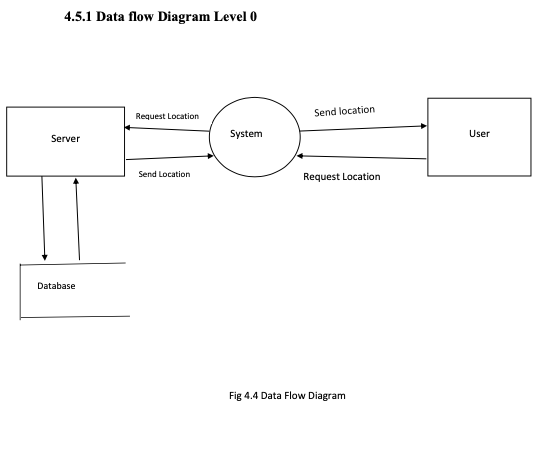 4.5.1 Data flow Diagram Level 0
Request Location
Send location
Server
System
User
Send Location
Request Location
Database
Fig 4.4 Data Flow Diagram